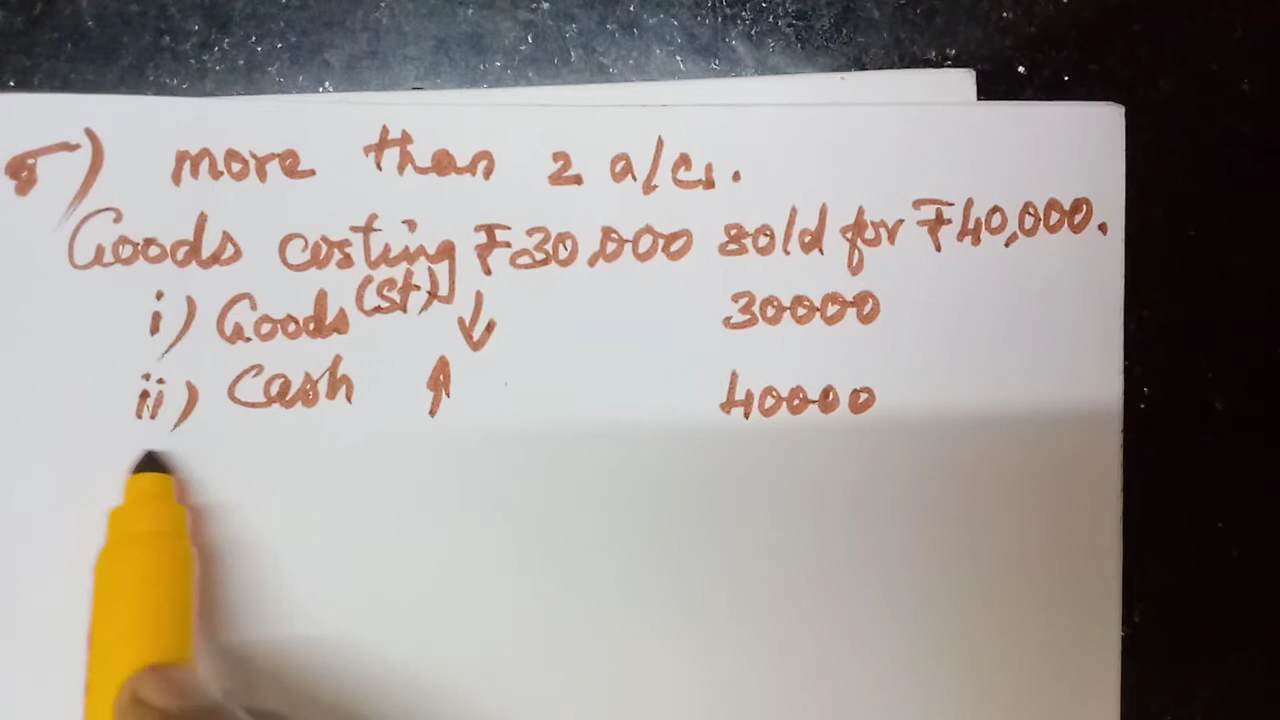 5) more than 2 a/cs.
Goods costing ₹30,000 sold for ₹40,000.
i) Goods (st) ↓ 30000
ii) Cash ↑ 40000